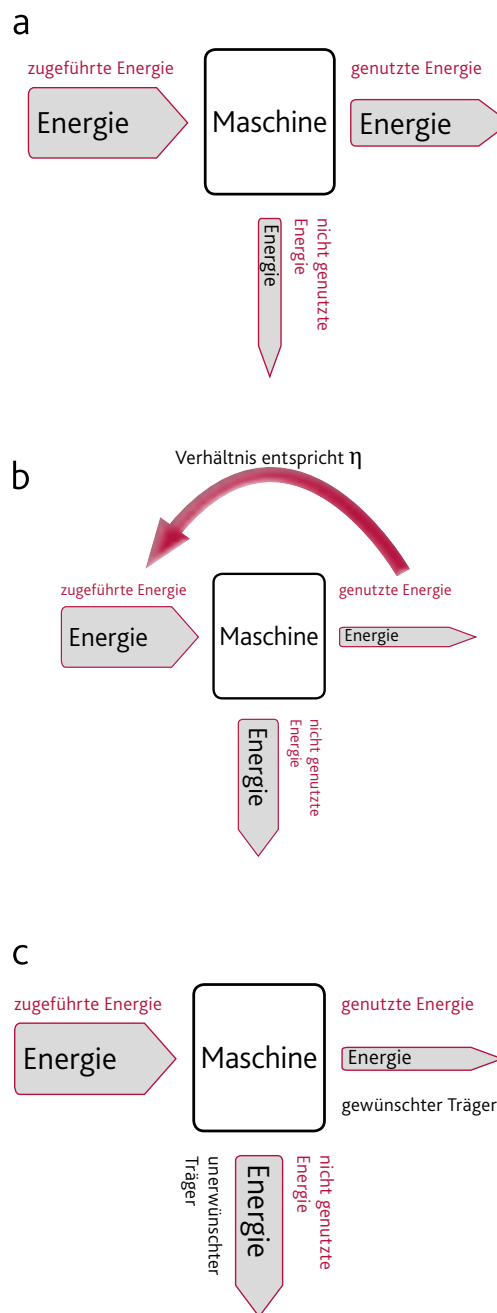 a
zugeführte Energie
genutzte Energie
Energie
Maschine
Energie
Energie
nicht genutzte
Energie
b
Verhältnis entspricht η
zugeführte Energie
genutzte Energie
Energie
Maschine
Energie
Energie
nicht genutzte
Energie
c
zugeführte Energie
genutzte Energie
Energie
Maschine
Energie
gewünschter Träger
unerwünschter
Träger
Energie
nicht genutzte
Energie